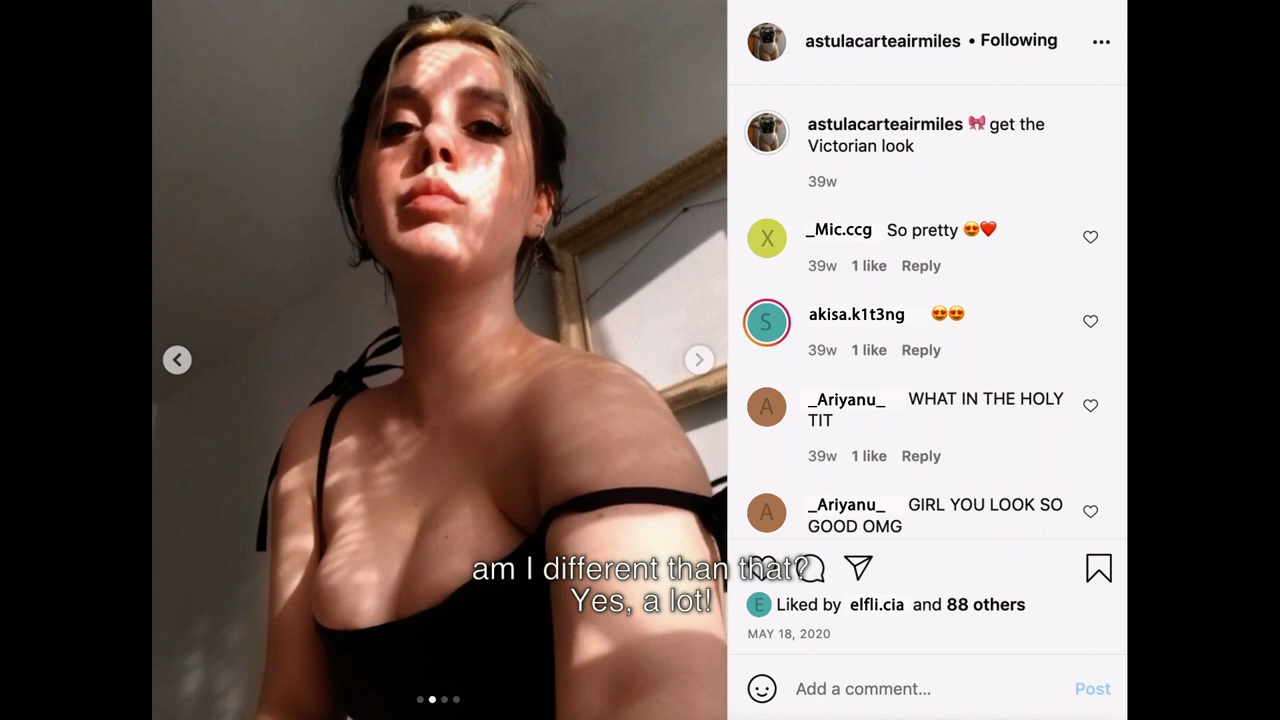 astulacarteairmiles • Following
astulacarteairmiles 🎀 get the
Victorian look
39w
X
_Mic.ccg So pretty 😍❤️
39w 1 like Reply
S
akisa.k1t3ng 😍😍
39w 1 like Reply
A
_Ariyanu_ WHAT IN THE HOLY
TIT
39w 1 like Reply
A
_Ariyanu_ GIRL YOU LOOK SO
GOOD OMG
am I different than that?
Yes, a lot!
E
Liked by elfli.cia and 88 others
MAY 18, 2020
Add a comment...
Post